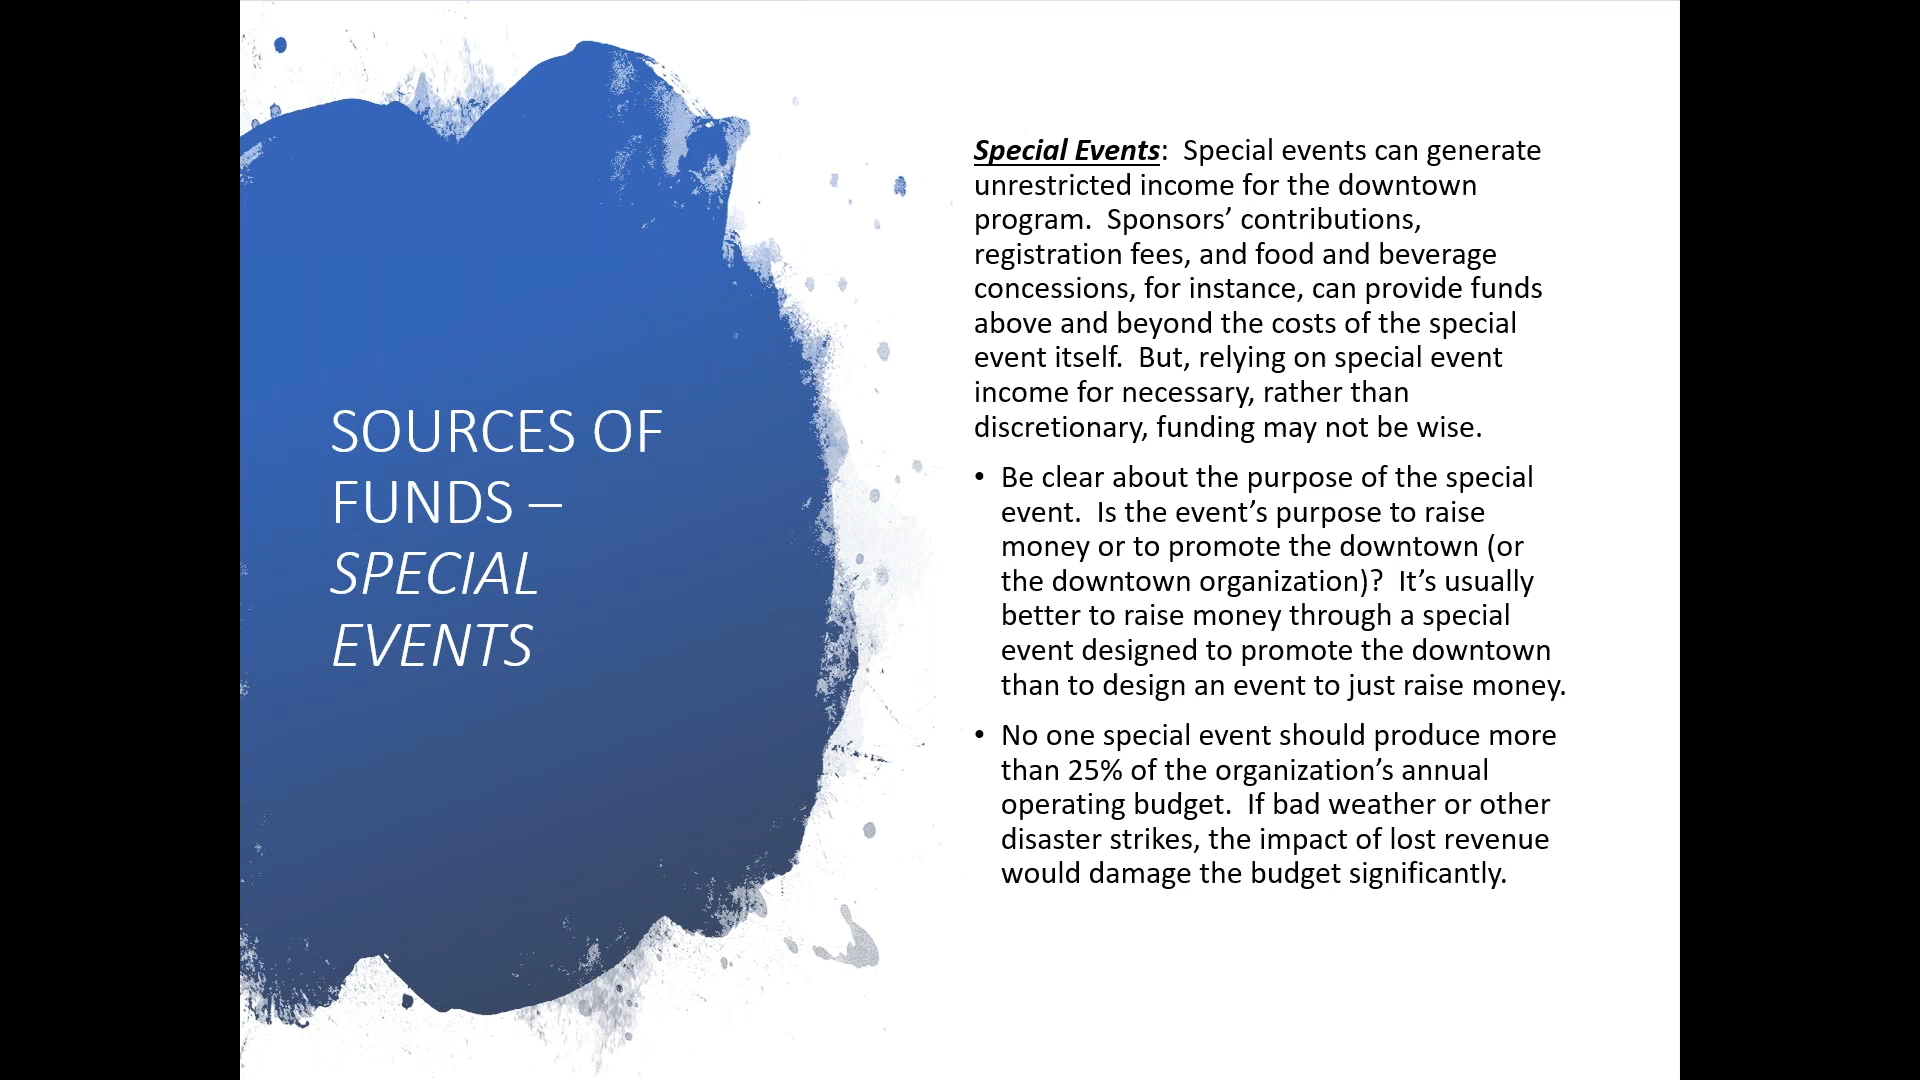 SOURCES OF
FUNDS –
SPECIAL
EVENTS
Special Events:  Special events can generate
unrestricted income for the downtown
program.  Sponsors’ contributions,
registration fees, and food and beverage
concessions, for instance, can provide funds
above and beyond the costs of the special
event itself.  But, relying on special event
income for necessary, rather than
discretionary, funding may not be wise.
• Be clear about the purpose of the special
event.  Is the event’s purpose to raise
money or to promote the downtown (or
the downtown organization)?  It’s usually
better to raise money through a special
event designed to promote the downtown
than to design an event to just raise money.
• No one special event should produce more
than 25% of the organization’s annual
operating budget.  If bad weather or other
disaster strikes, the impact of lost revenue
would damage the budget significantly.